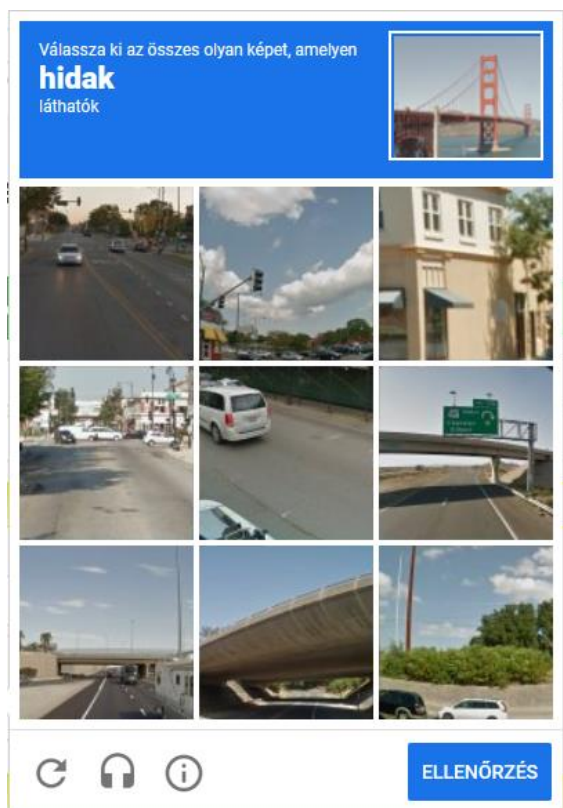 Válassza ki az összes olyan képet, amelyen
hidak
láthatók
ELLENŐRZÉS